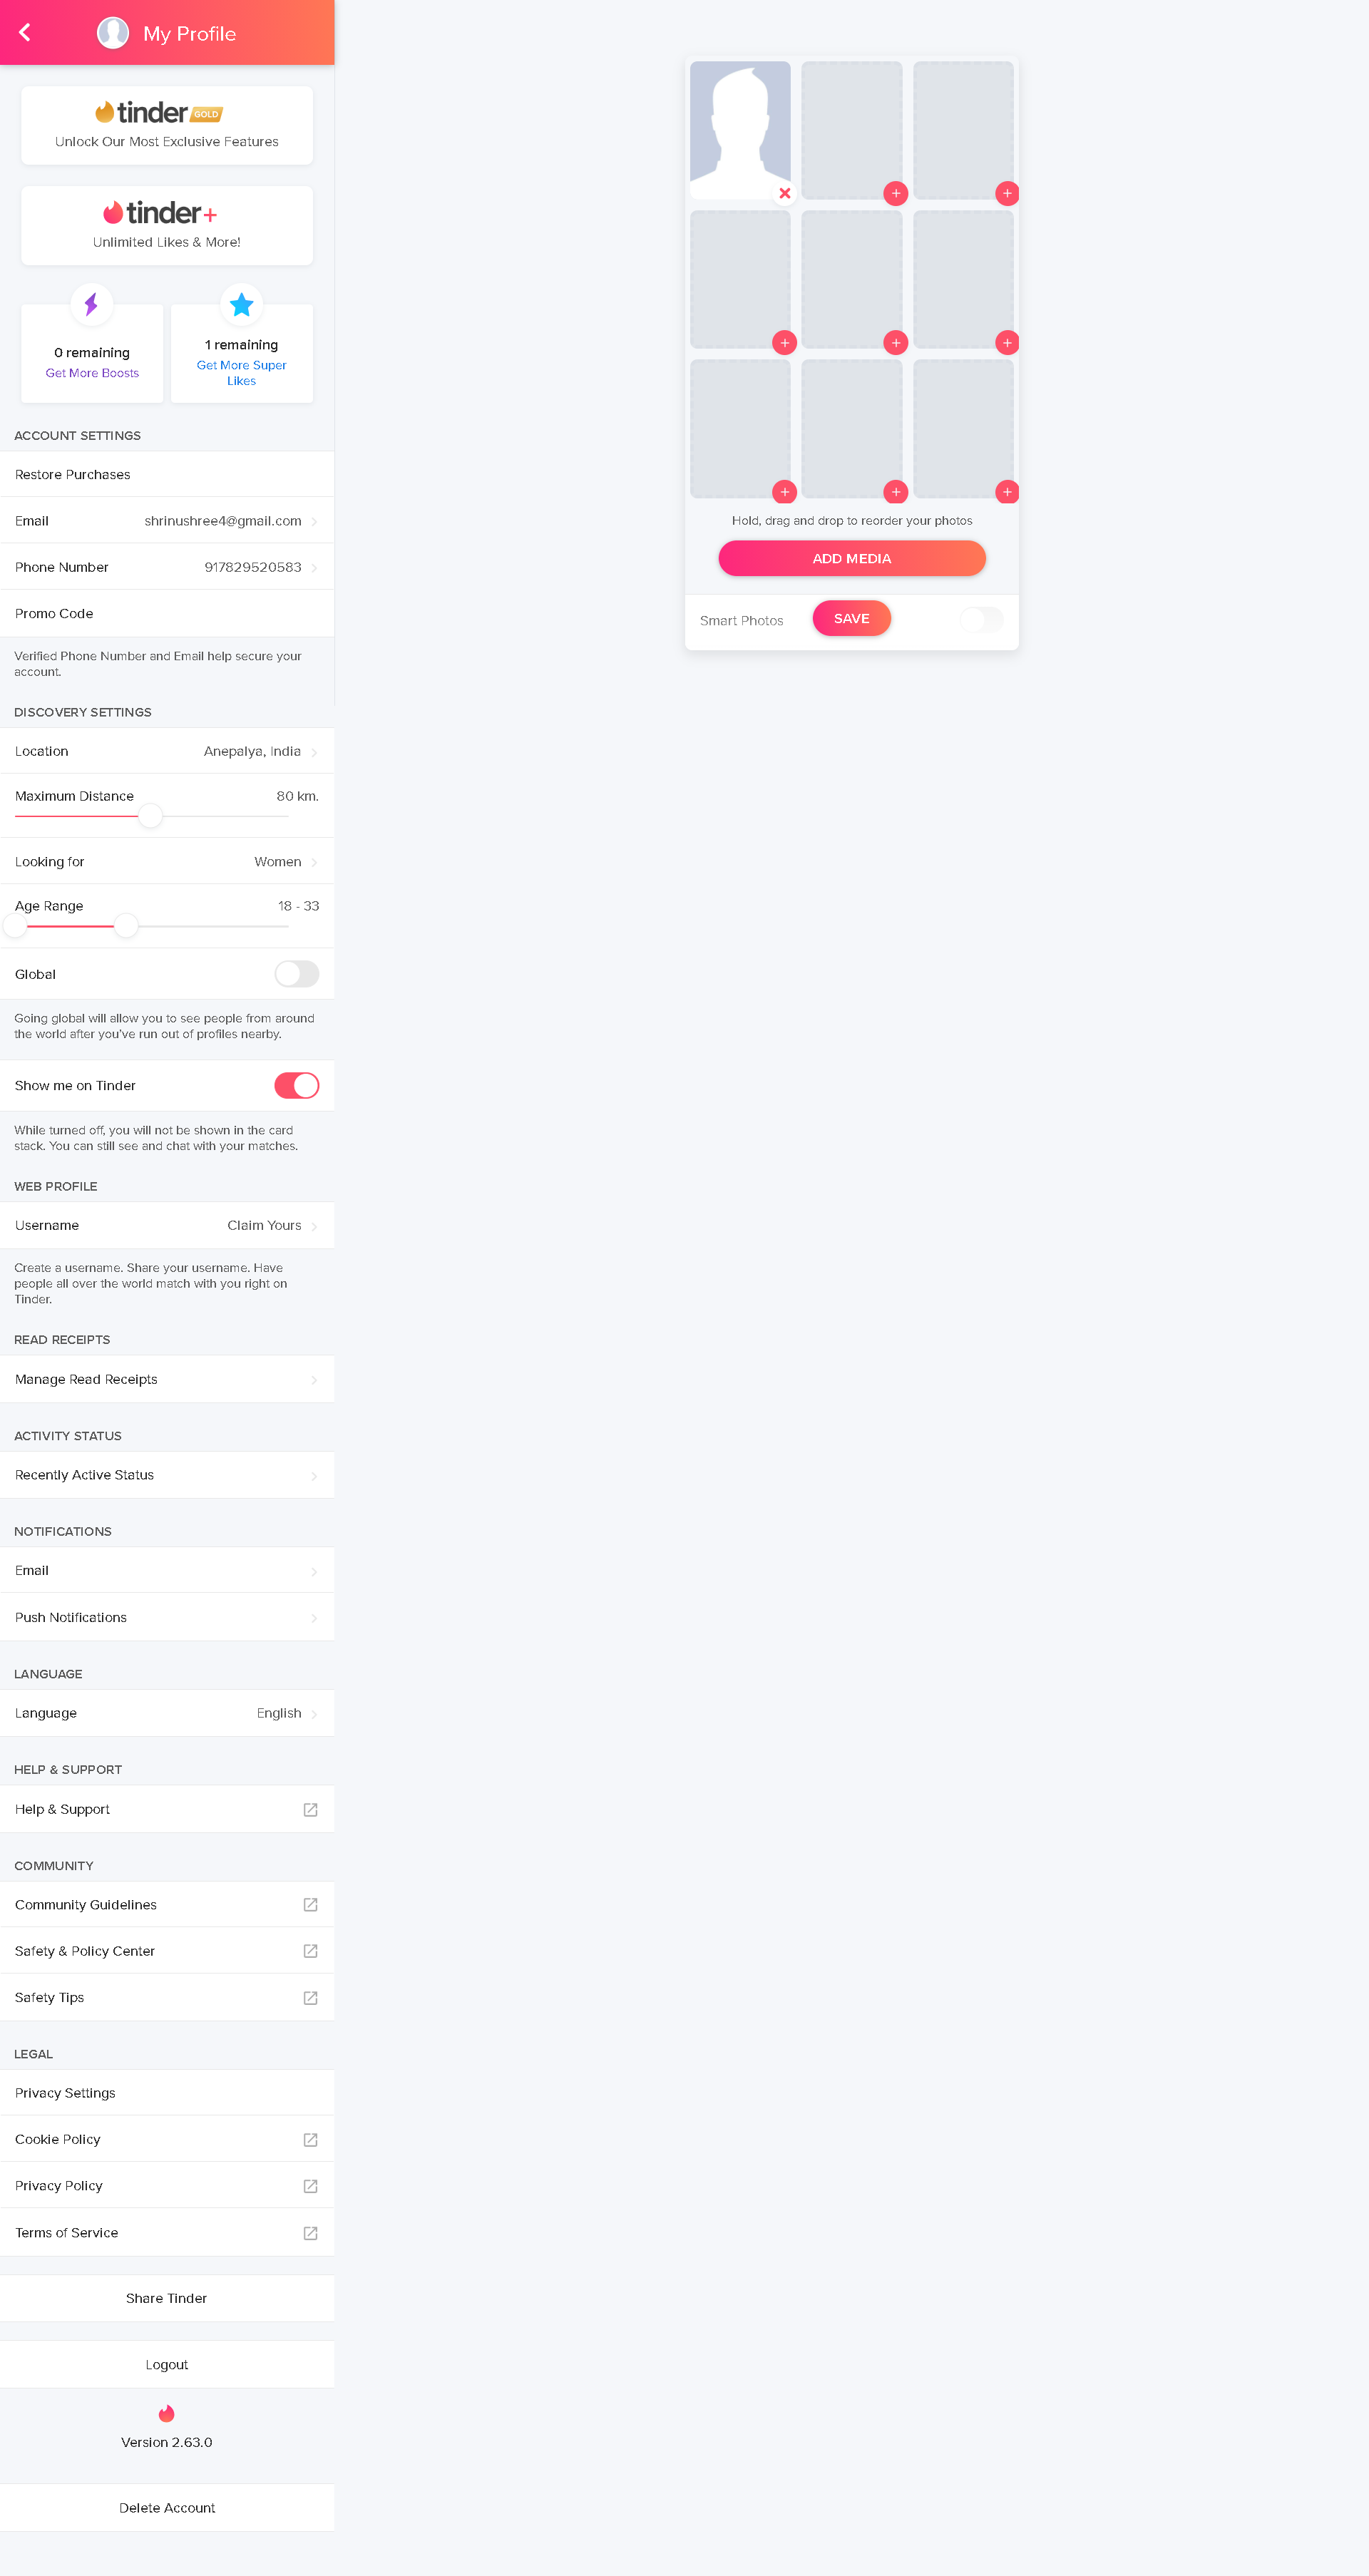 My Profile
tinder GOLD
Unlock Our Most Exclusive Features
tinder+
Unlimited Likes & More!
0 remaining
Get More Boosts
1 remaining
Get More Super
Likes
ACCOUNT SETTINGS
Restore Purchases
Email shrinushree4@gmail.com
Phone Number 917829520583
Promo Code
Verified Phone Number and Email help secure your
account.
DISCOVERY SETTINGS
Location Anepalya, India
Maximum Distance 80 km.
Looking for Women
Age Range 18 - 33
Global
Going global will allow you to see people from around
the world after you've run out of profiles nearby.
Show me on Tinder
While turned off, you will not be shown in the card
stack. You can still see and chat with your matches.
WEB PROFILE
Username Claim Yours
Create a username. Share your username. Have
people all over the world match with you right on
Tinder.
READ RECEIPTS
Manage Read Receipts
ACTIVITY STATUS
Recently Active Status
NOTIFICATIONS
Email
Push Notifications
LANGUAGE
Language English
HELP & SUPPORT
Help & Support
COMMUNITY
Community Guidelines
Safety & Policy Center
Safety Tips
LEGAL
Privacy Settings
Cookie Policy
Privacy Policy
Terms of Service
Share Tinder
Logout
Version 2.63.0
Delete Account
Hold, drag and drop to reorder your photos
ADD MEDIA
Smart Photos
SAVE